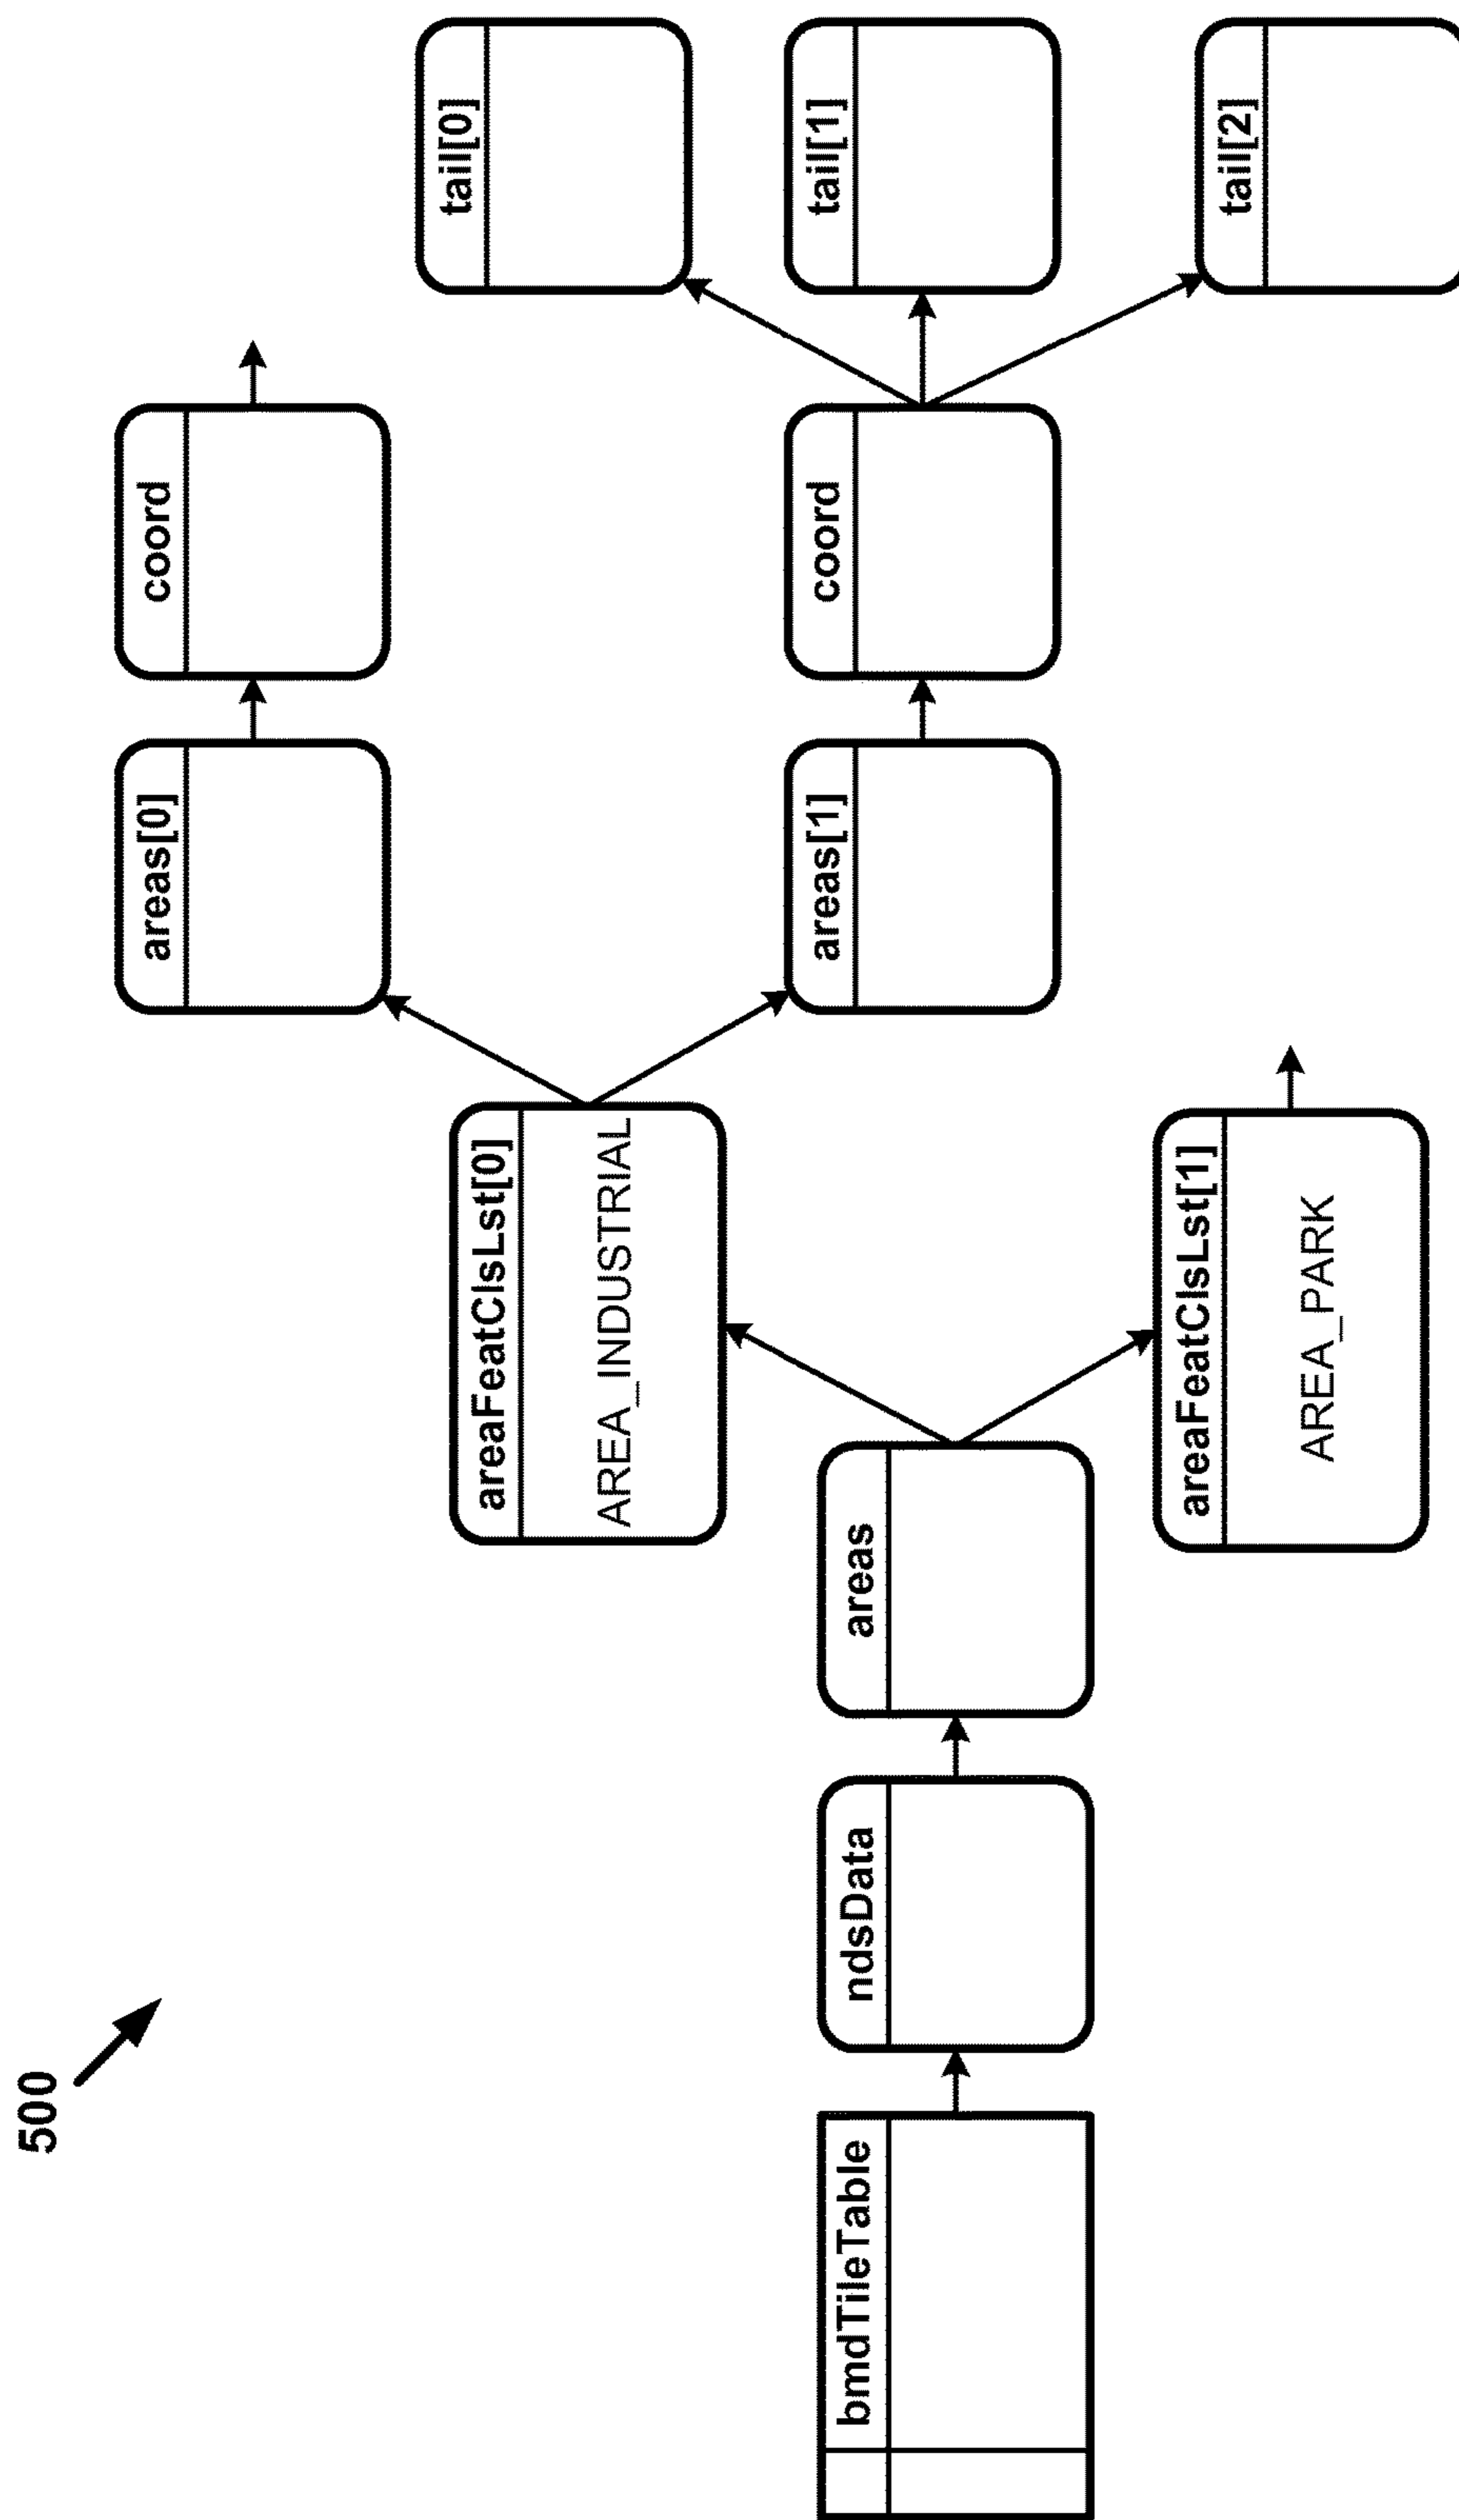 500
bmdTileTable
ndsData
areas
areaFeatClsLst[0]
AREA_INDUSTRIAL
areaFeatClsLst[1]
AREA_PARK
areas[0]
coord
areas[1]
coord
tail[0]
tail[1]
tail[2]